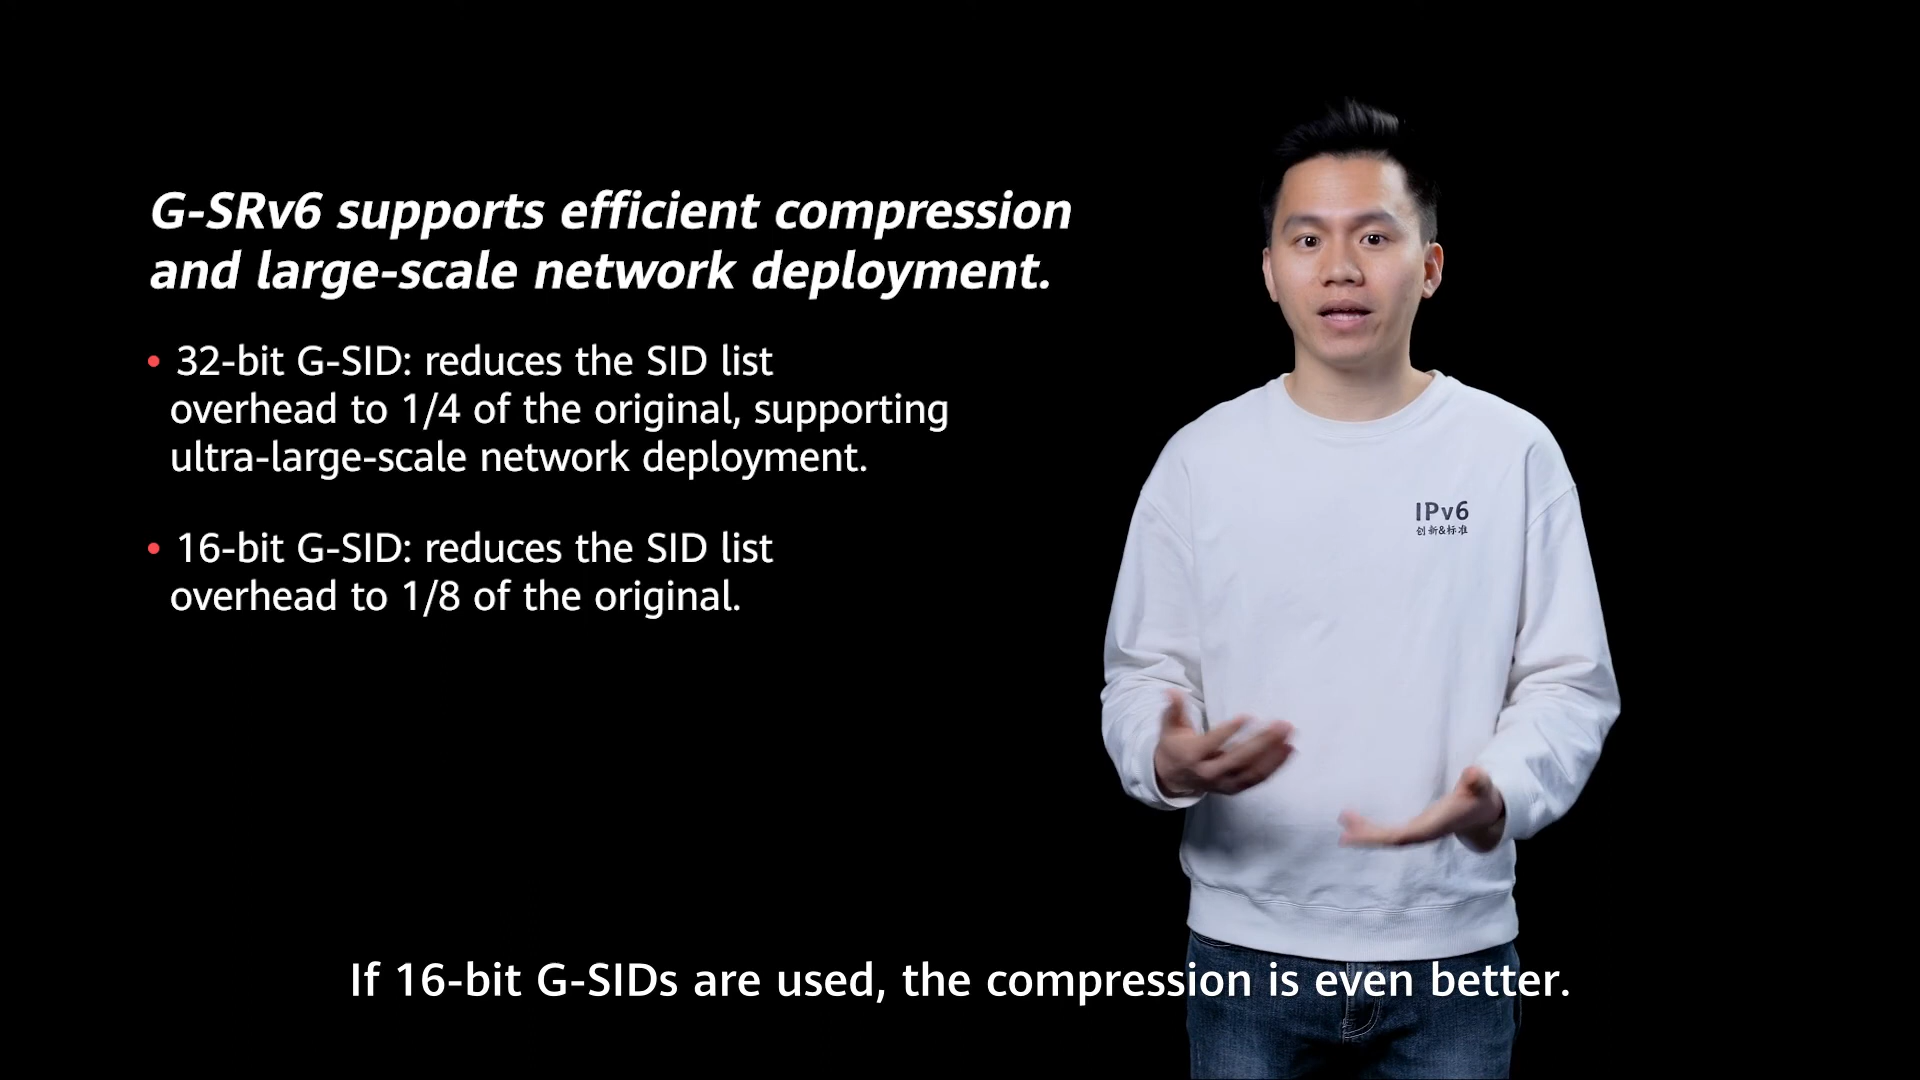 G-SRv6 supports efficient compression
and large-scale network deployment.
• 32-bit G-SID: reduces the SID list
overhead to 1/4 of the original, supporting
ultra-large-scale network deployment.
• 16-bit G-SID: reduces the SID list
overhead to 1/8 of the original.
IPv6
创新&标准
If 16-bit G-SIDs are used, the compression is even better.